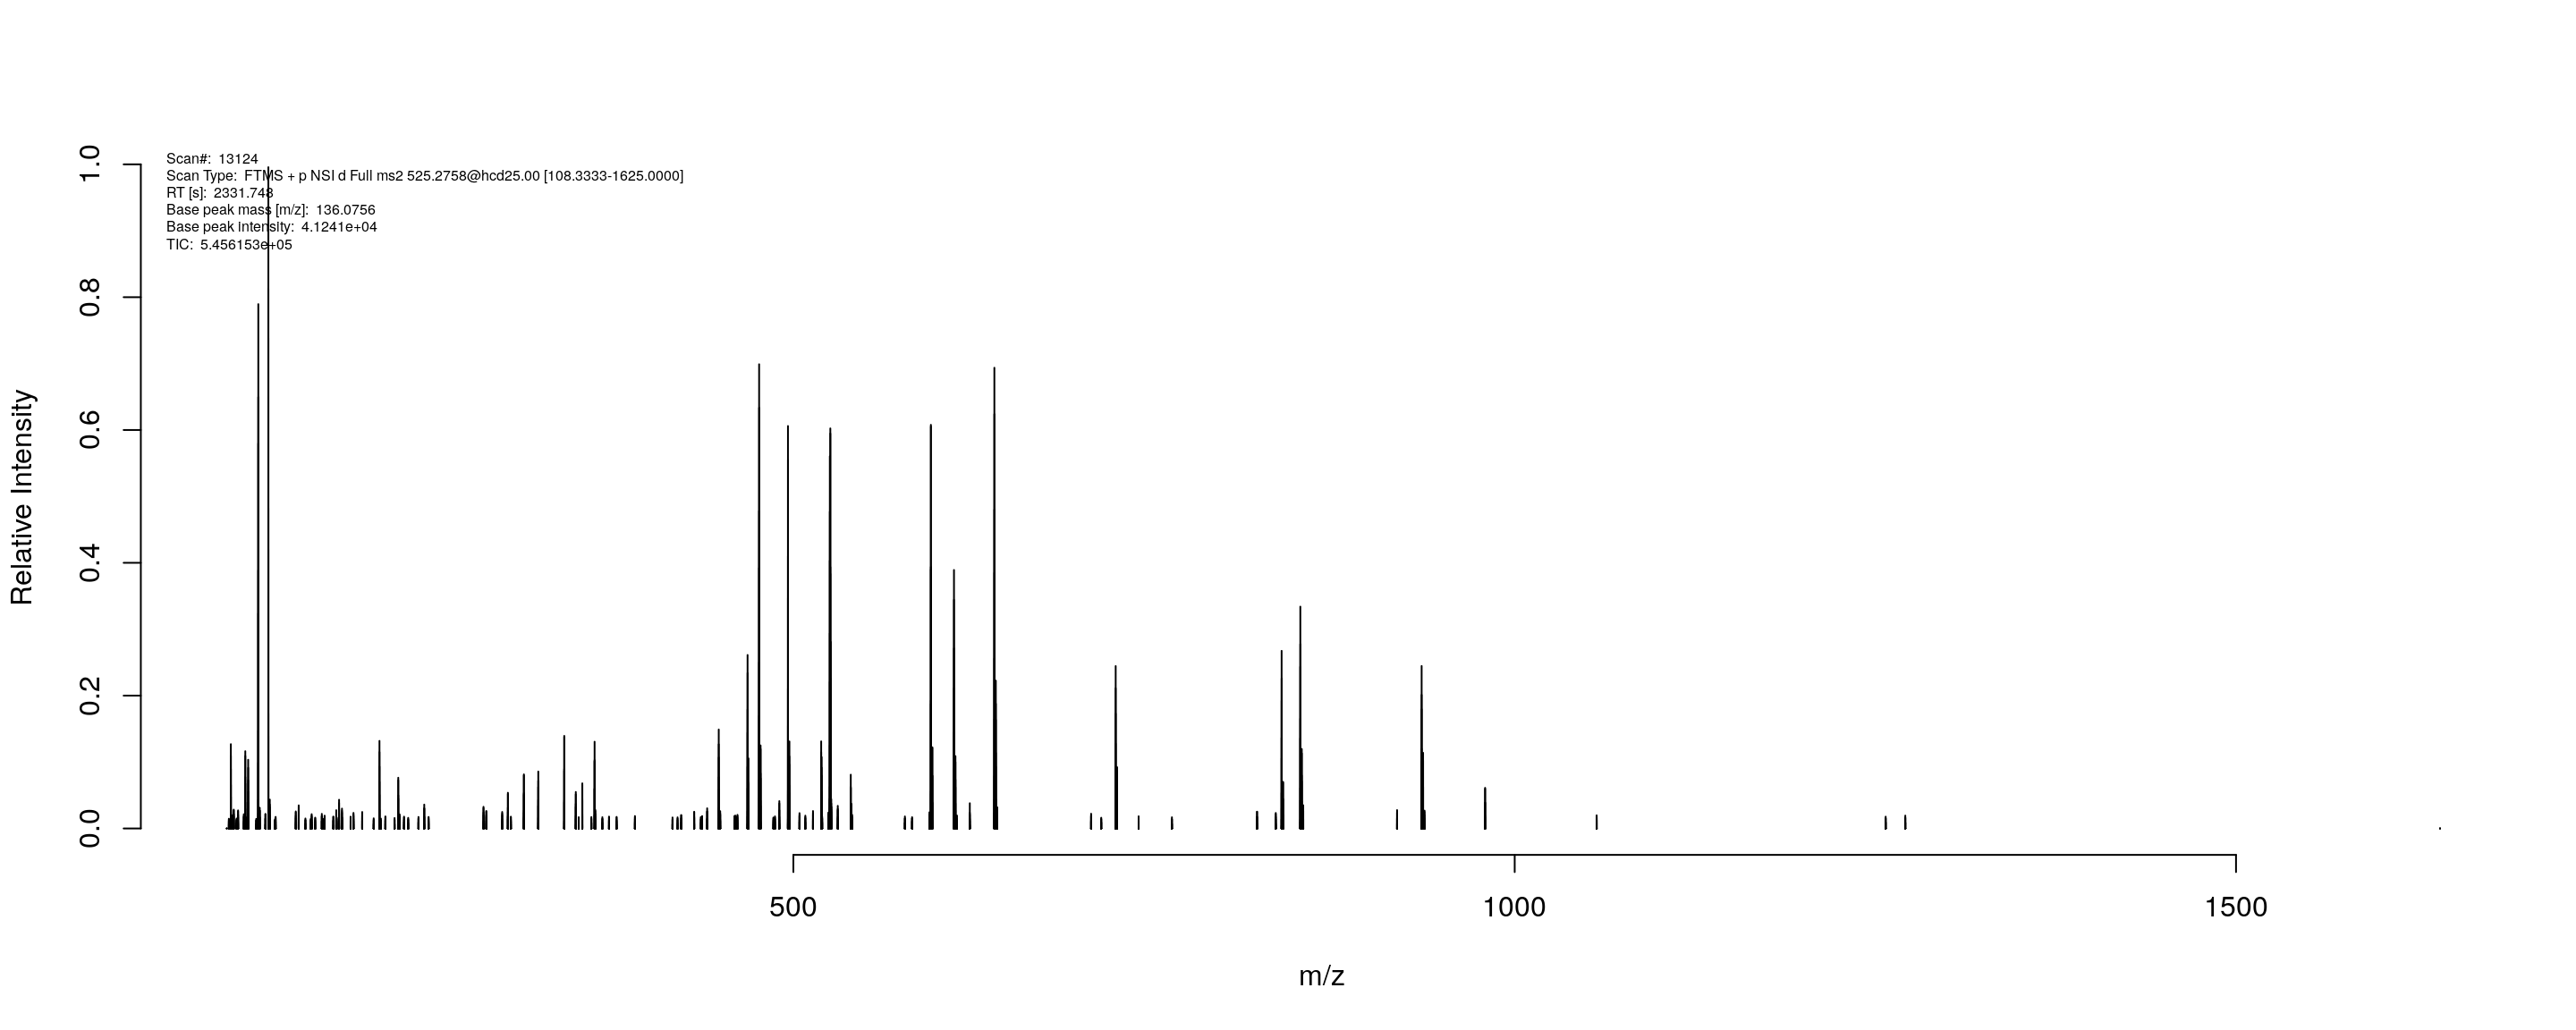 Scan#: 13124
Scan Type: FTMS + p NSI d Full ms2 525.2758@hcd25.00 [108.3333-1625.0000]
RT [s]: 2331.748
Base peak mass [m/z]: 136.0756
Base peak intensity: 4.1241e+04
TIC: 5.456153e+05
Relative Intensity
1.0
0.8
0.6
0.4
0.2
0.0
500
1000
1500
m/z